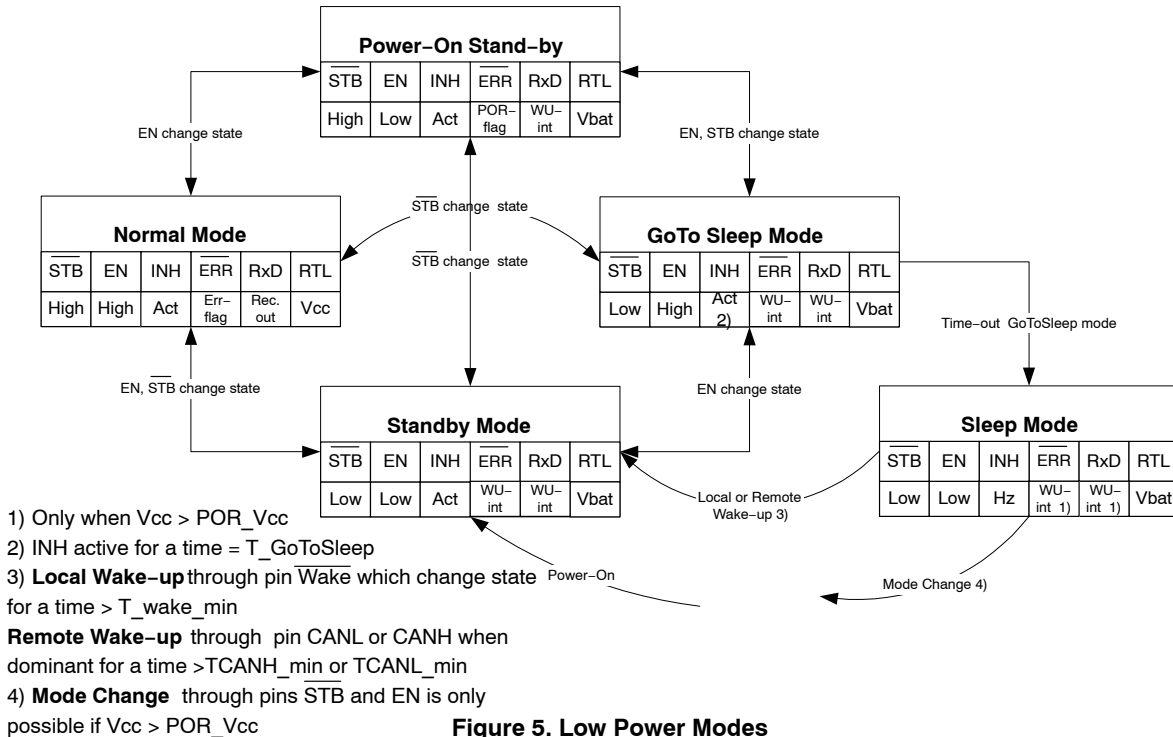 Power−On Stand−by
STB EN INH ERR RxD RTL
High Low Act POR−flag WU−int Vbat
EN change state
EN, STB change state
STB change state
Normal Mode
STB EN INH ERR RxD RTL
High High Act Err−flag Rec. out Vcc
GoTo Sleep Mode
STB EN INH ERR RxD RTL
Low High Act 2) WU−int WU−int Vbat
STB change state
Time−out GoToSleep mode
EN, STB change state
EN change state
Standby Mode
STB EN INH ERR RxD RTL
Low Low Act WU−int WU−int Vbat
Sleep Mode
STB EN INH ERR RxD RTL
Low Low Hz WU−int 1) WU−int 1) Vbat
Local or Remote
Wake−up 3)
Power−On
Mode Change 4)
1) Only when Vcc > POR_Vcc
2) INH active for a time = T_GoToSleep
3) Local Wake−up through pin Wake which change state
for a time > T_wake_min
Remote Wake−up through pin CANL or CANH when
dominant for a time >TCANH_min or TCANL_min
4) Mode Change through pins STB and EN is only
possible if Vcc > POR_Vcc
Figure 5. Low Power Modes